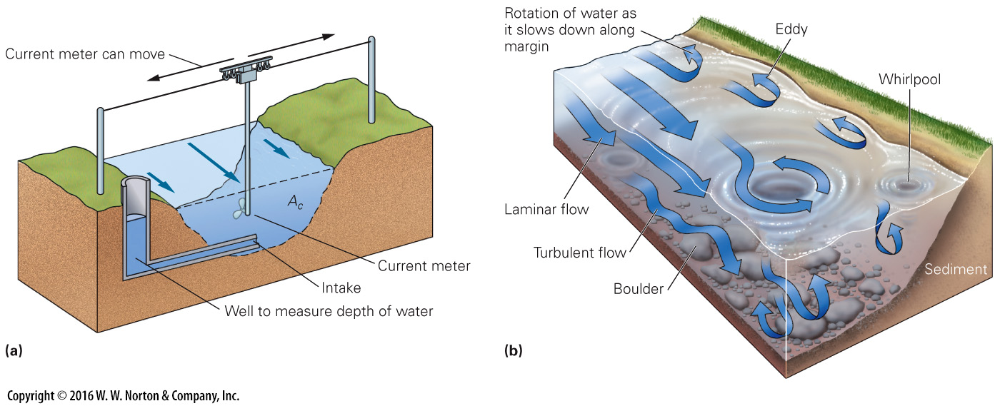 Current meter can move
A_c
Current meter
Intake
Well to measure depth of water
(a)
Rotation of water as
it slows down along
margin
Eddy
Whirlpool
Laminar flow
Turbulent flow
Boulder
Sediment
(b)
Copyright © 2016 W. W. Norton & Company, Inc.